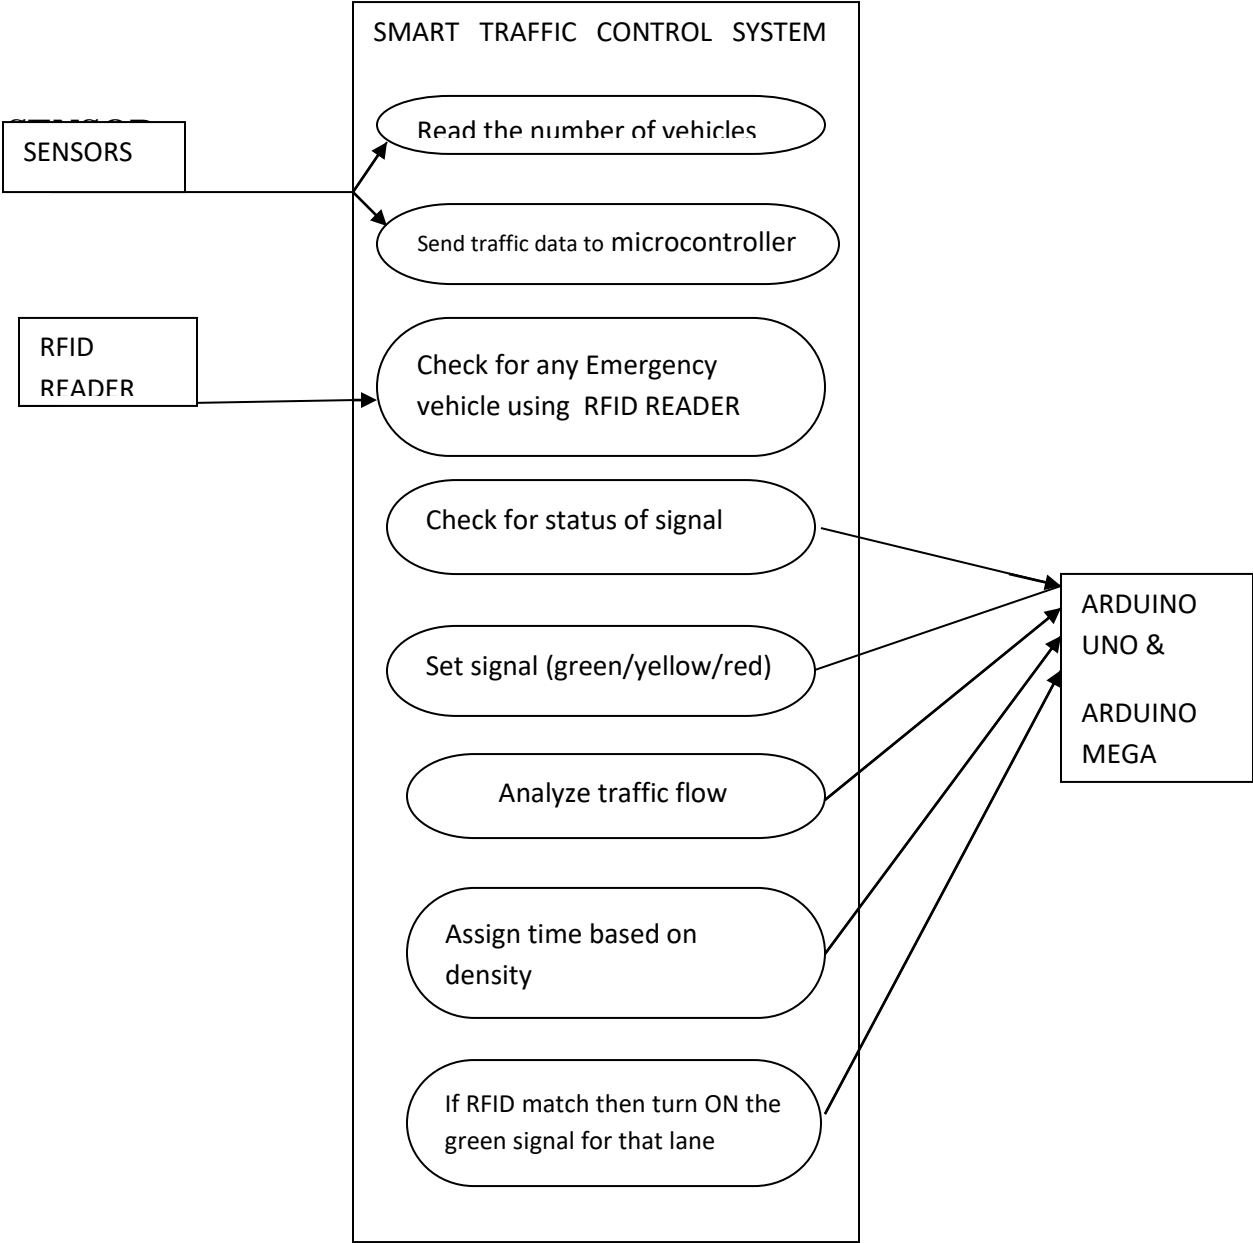 SMART TRAFFIC CONTROL SYSTEM
Read the number of vehicles
SENSORS
Send traffic data to microcontroller
RFID
READER
Check for any Emergency
vehicle using RFID READER
Check for status of signal
ARDUINO
UNO &
ARDUINO
MEGA
Set signal (green/yellow/red)
Analyze traffic flow
Assign time based on
density
If RFID match then turn ON the
green signal for that lane